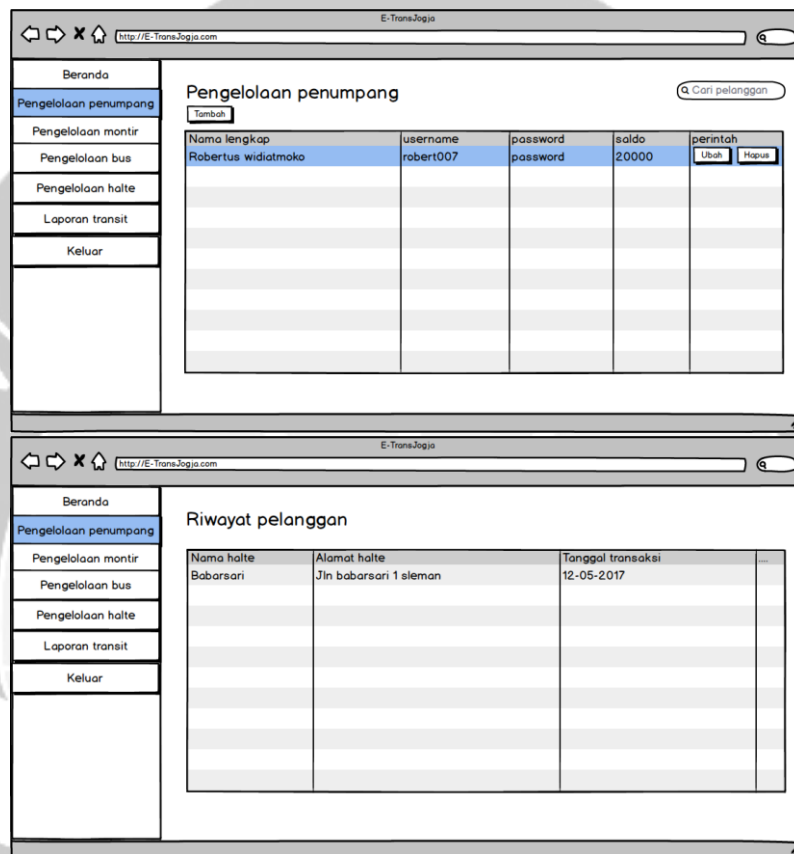 E-TransJogja
http://E-TransJogja.com
Beranda
Pengelolaan penumpang
Pengelolaan montir
Pengelolaan bus
Pengelolaan halte
Laporan transit
Keluar
Pengelolaan penumpang
Cari pelanggan
Tambah
Nama lengkap username password saldo perintah
Robertus widiatmoko robert007 password 20000 Ubah Hapus
E-TransJogja
http://E-TransJogja.com
Beranda
Pengelolaan penumpang
Pengelolaan montir
Pengelolaan bus
Pengelolaan halte
Laporan transit
Keluar
Riwayat pelanggan
Nama halte Alamat halte Tanggal transaksi ....
Babarsari Jln babarsari 1 sleman 12-05-2017